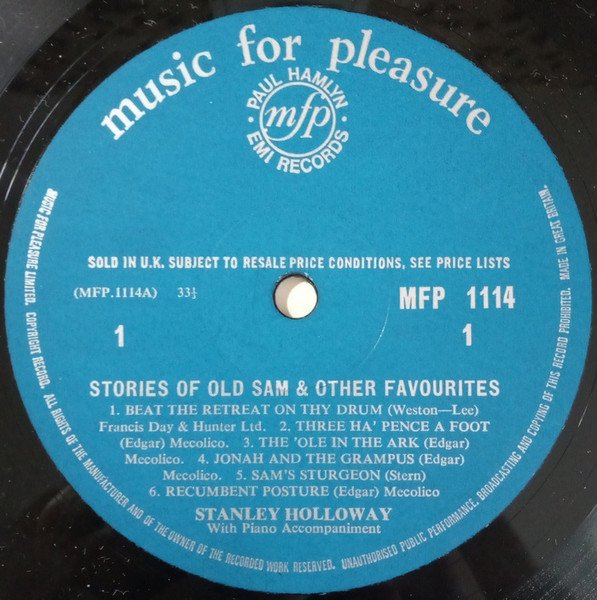 music for pleasure
PAUL HAMLYN
mfp
EMI RECORDS
SOLD IN U.K. SUBJECT TO RESALE PRICE CONDITIONS, SEE PRICE LISTS
(MFP.1114A) 33⅓
MFP 1114
1
1
STORIES OF OLD SAM & OTHER FAVOURITES
1. BEAT THE RETREAT ON THY DRUM (Weston—Lee)
Francis Day & Hunter Ltd. 2. THREE HA' PENCE A FOOT
(Edgar) Mecolico. 3. THE 'OLE IN THE ARK (Edgar)
Mecolico. 4. JONAH AND THE GRAMPUS (Edgar)
Mecolico. 5. SAM'S STURGEON (Stern)
6. RECUMBENT POSTURE (Edgar) Mecolico
STANLEY HOLLOWAY
With Piano Accompaniment
MUSIC FOR PLEASURE LIMITED. COPYRIGHT RECORD. ALL RIGHTS OF THE MANUFACTURER AND OF THE OWNER OF THE RECORDED WORK RESERVED. UNAUTHORISED PUBLIC PERFORMANCE, BROADCASTING AND COPYING OF THIS RECORD PROHIBITED. MADE IN GREAT BRITAIN.